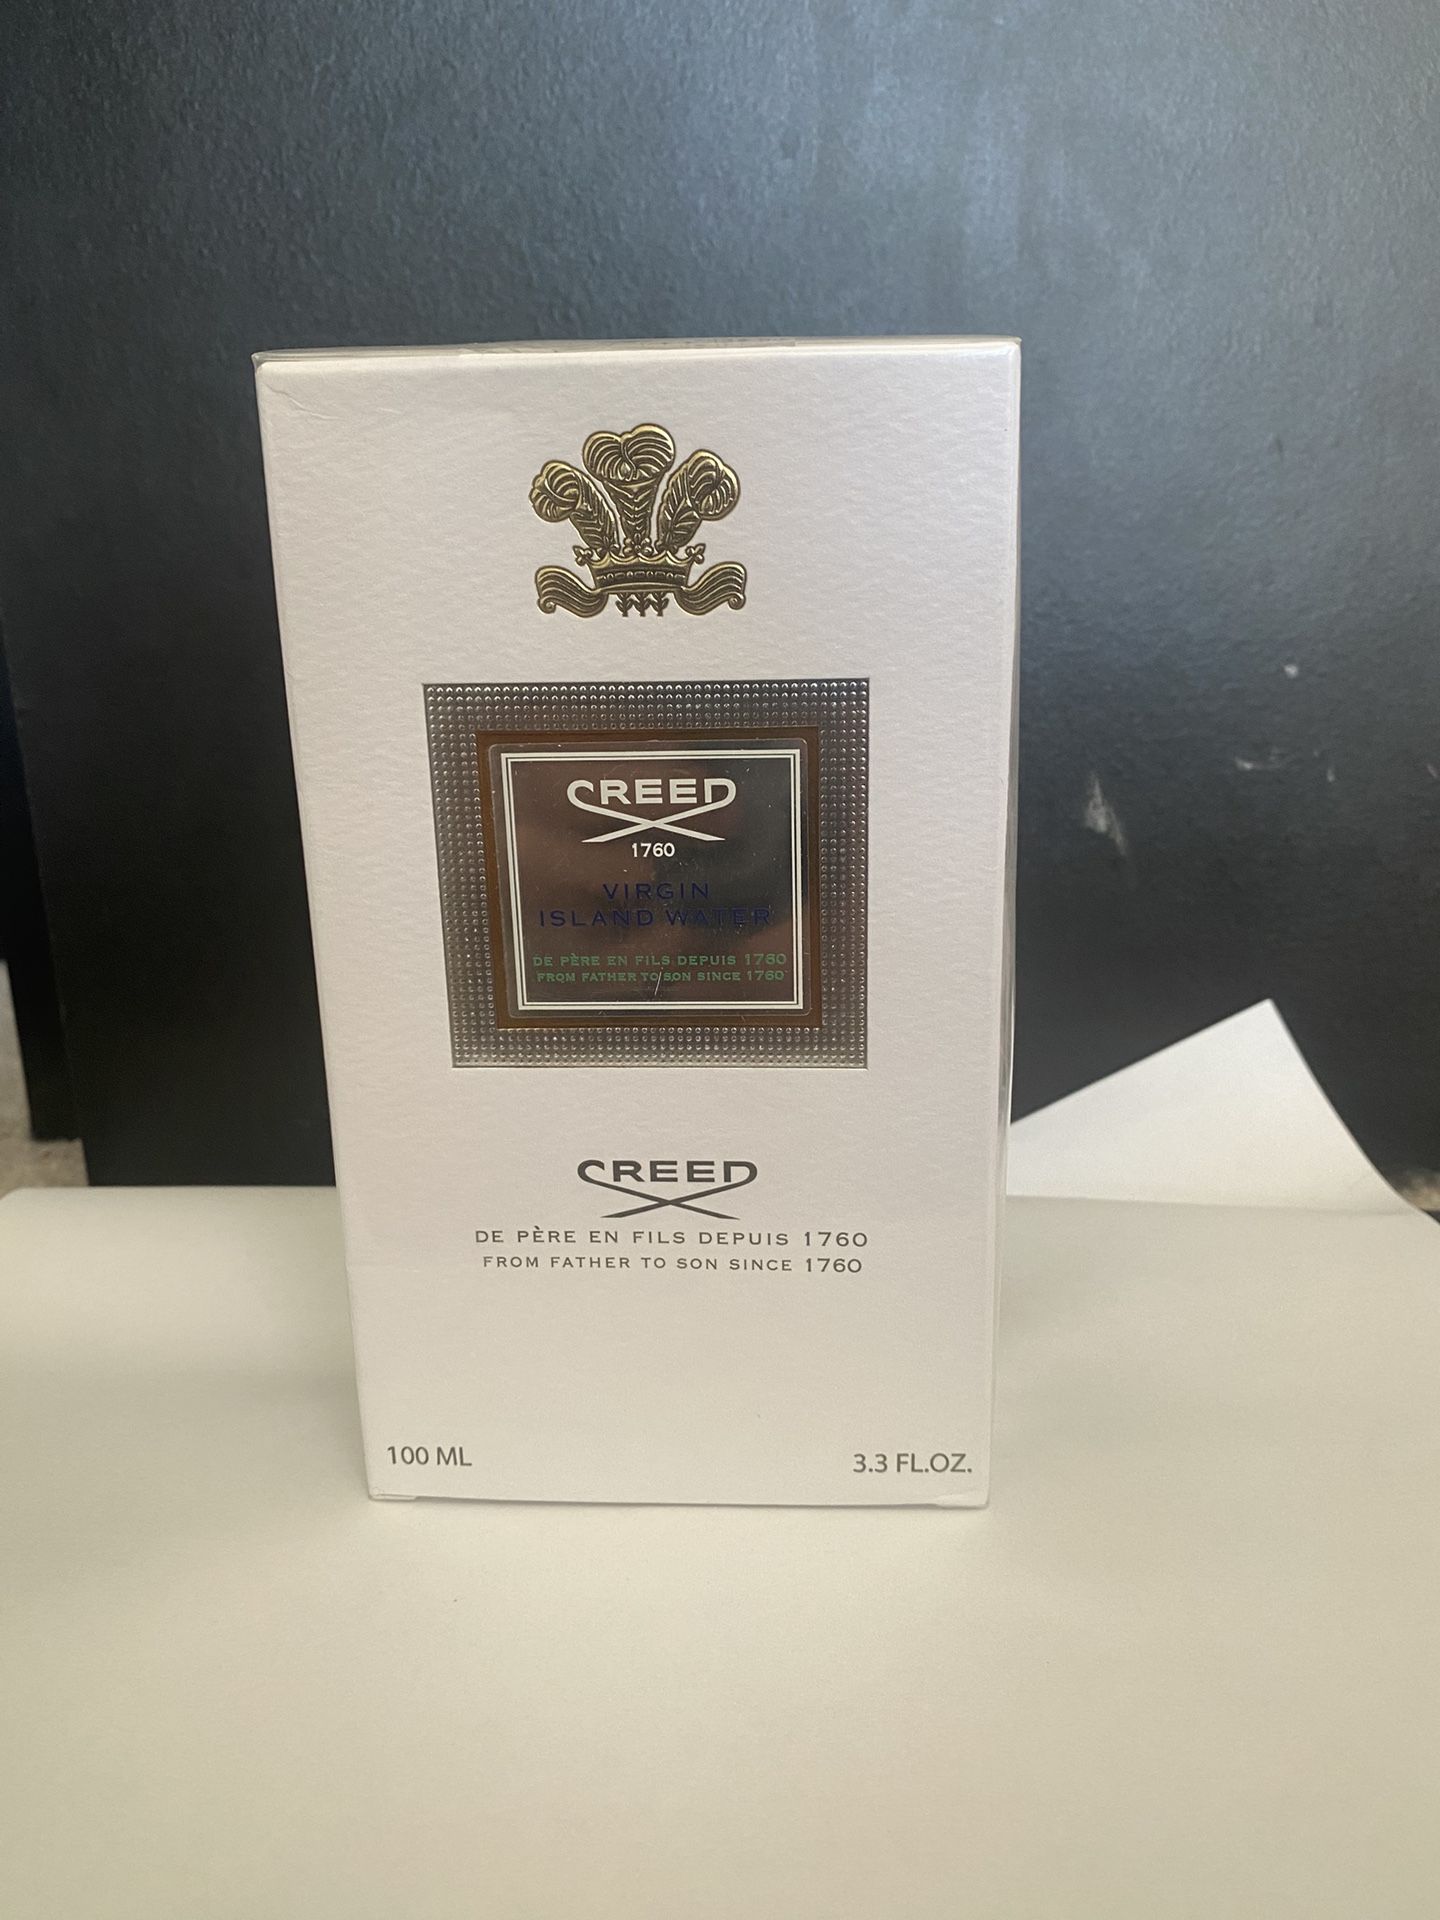 CREED
1760
VIRGIN
ISLAND WATER
DE PÈRE EN FILS DEPUIS 1760
FROM FATHER TO SON SINCE 1760
CREED
DE PÈRE EN FILS DEPUIS 1760
FROM FATHER TO SON SINCE 1760
100 ML
3.3 FL.OZ.